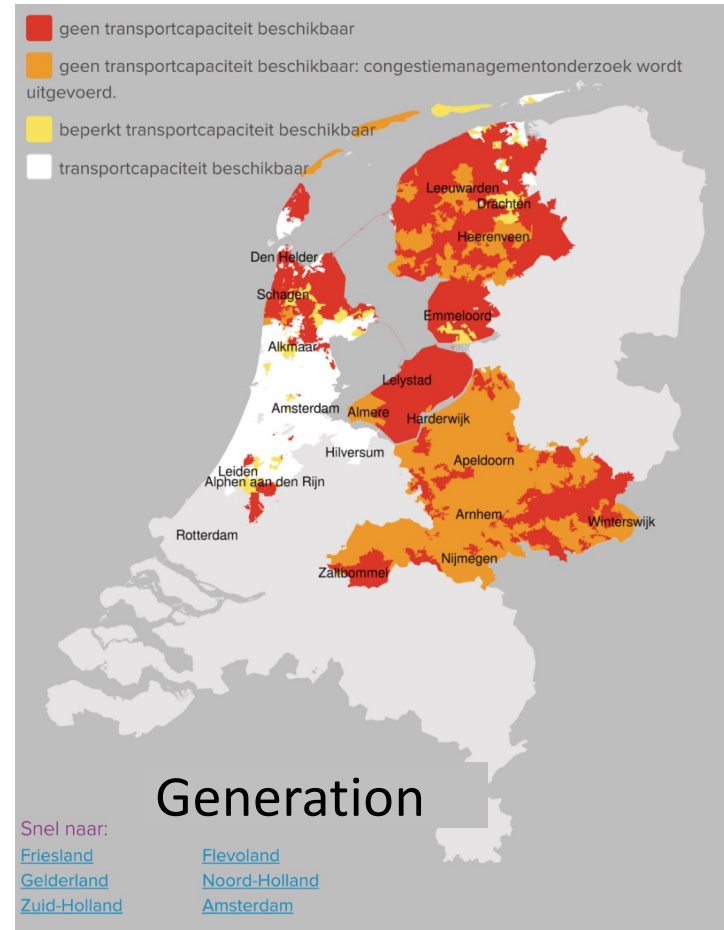 geen transportcapaciteit beschikbaar
geen transportcapaciteit beschikbaar: congestiemanagementonderzoek wordt
uitgevoerd.
beperkt transportcapaciteit beschikbaar
transportcapaciteit beschikbaar
Leeuwarden
Drachten
Heerenveen
Den Helder
Schagen
Emmeloord
Alkmaar
Lelystad
Amsterdam
Almere
Harderwijk
Hilversum
Apeldoorn
Leiden
Alphen aan den Rijn
Arnhem
Winterswijk
Rotterdam
Nijmegen
Zaltbommel
Generation
Snel naar:
Friesland
Flevoland
Gelderland
Noord-Holland
Zuid-Holland
Amsterdam